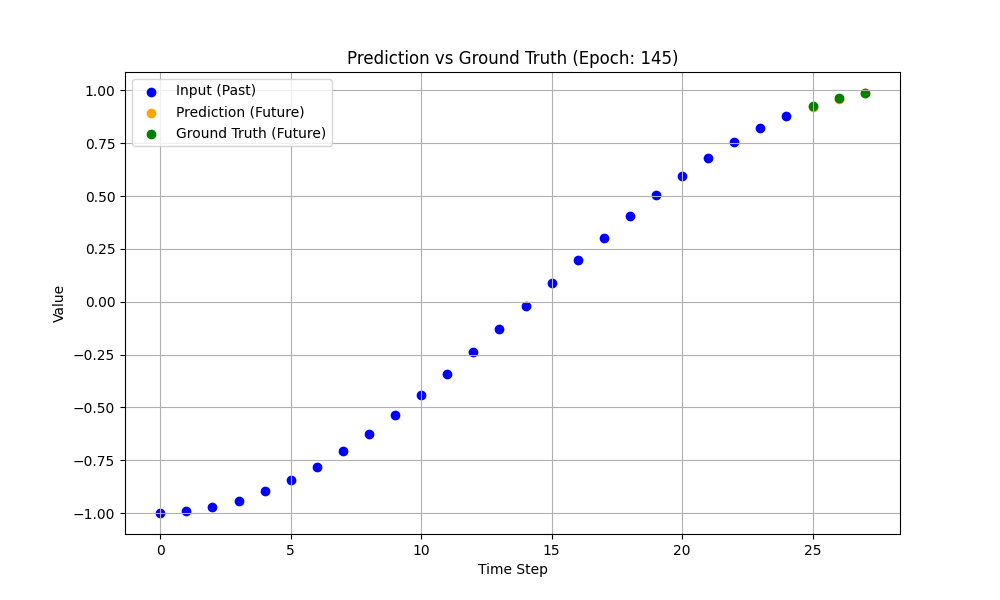 Prediction vs Ground Truth (Epoch: 145)
Input (Past)
Prediction (Future)
Ground Truth (Future)
1.00
0.75
0.50
0.25
0.00
−0.25
−0.50
−0.75
−1.00
Value
0 5 10 15 20 25
Time Step